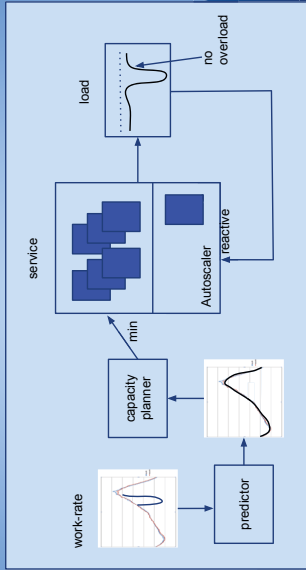 work-rate
predictor
capacity
planner
min
service
Autoscaler
reactive
load
no
overload